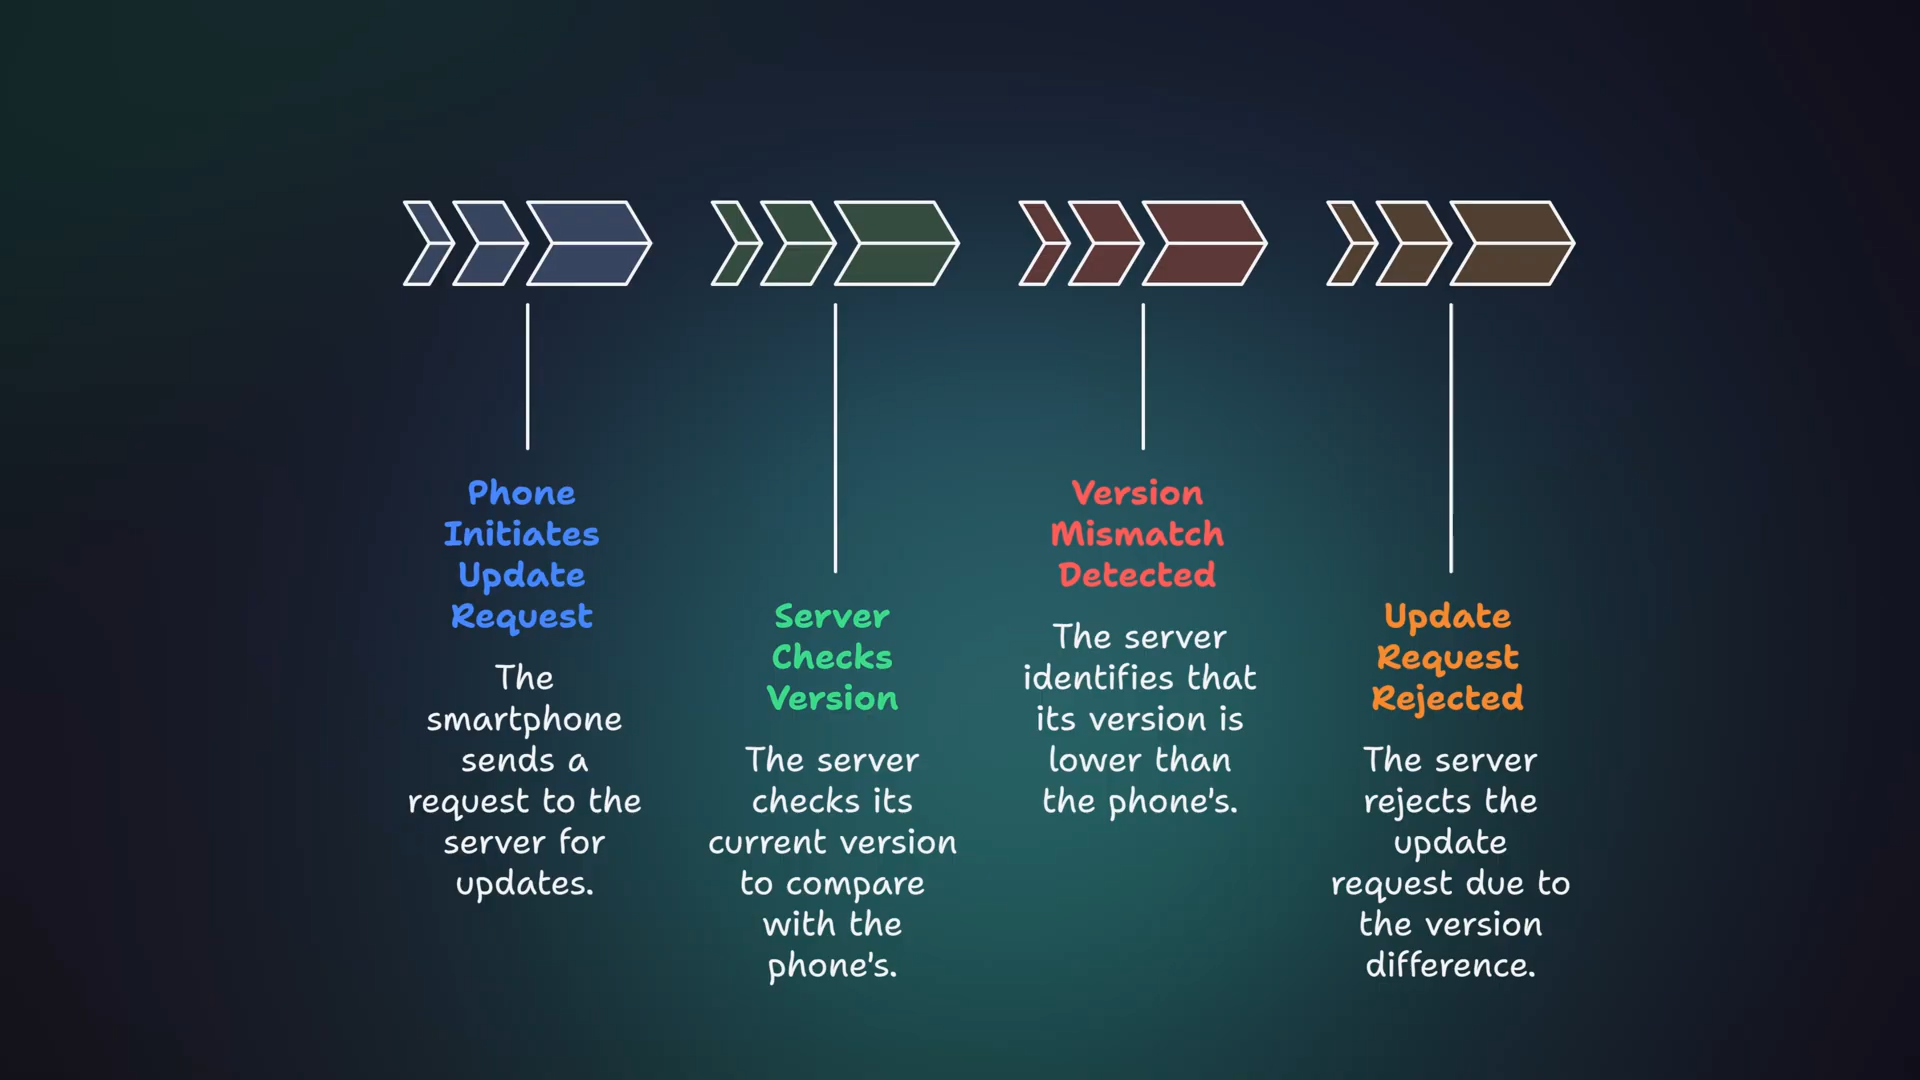 Phone
Initiates
Update
Request
The
smartphone
sends a
request to the
server for
updates.
Server
Checks
Version
The server
checks its
current version
to compare
with the
phone's.
Version
Mismatch
Detected
The server
identifies that
its version is
lower than
the phone's.
Update
Request
Rejected
The server
rejects the
update
request due to
the version
difference.